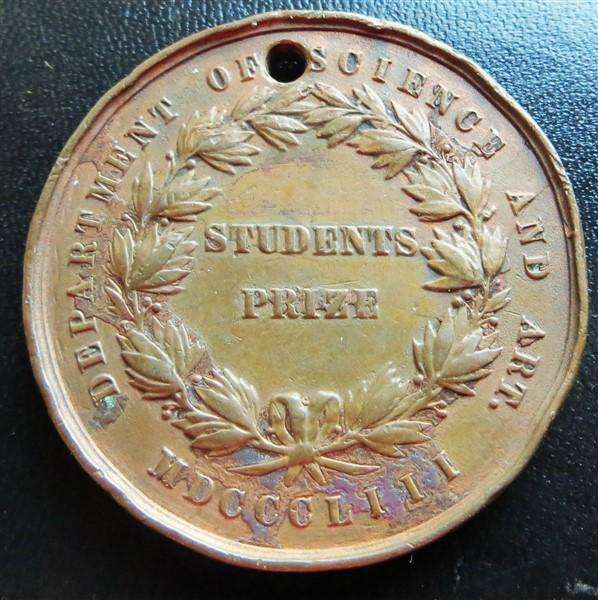 DEPARTMENT OF SCIENCE AND ART.
STUDENTS
PRIZE
MDCCCLIII